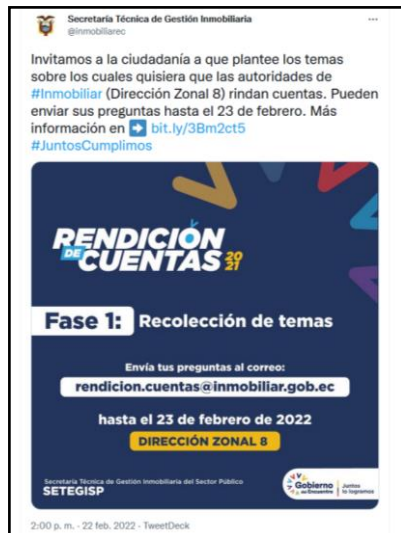 Secretaría Técnica de Gestión Inmobiliaria
@inmobiliarec
Invitamos a la ciudadanía a que plantee los temas
sobre los cuales quisiera que las autoridades de
#Inmobiliar (Dirección Zonal 8) rindan cuentas. Pueden
enviar sus preguntas hasta el 23 de febrero. Más
información en ➡ bit.ly/3Bm2ct5
#JuntosCumplimos
RENDICIÓN
DE CUENTAS 2021
Fase 1: Recolección de temas
Envía tus preguntas al correo:
rendicion.cuentas@inmobiliar.gob.ec
hasta el 23 de febrero de 2022
DIRECCIÓN ZONAL 8
Secretaría Técnica de Gestión Inmobiliaria del Sector Público
SETEGISP
Gobierno del Encuentro | Juntos lo logramos
2:00 p. m. · 22 feb. 2022 · TweetDeck